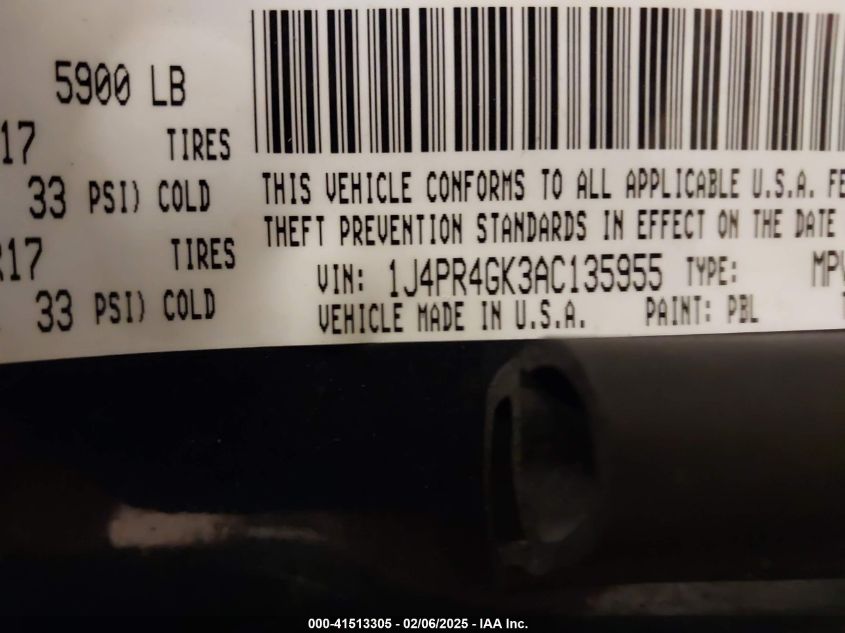 5900 LB
17 TIRES
33 PSI) COLD
R17 TIRES
33 PSI) COLD
THIS VEHICLE CONFORMS TO ALL APPLICABLE U.S.A. FE
THEFT PREVENTION STANDARDS IN EFFECT ON THE DATE
VIN: 1J4PR4GK3AC135955 TYPE: MPV
VEHICLE MADE IN U.S.A. PAINT: PBL
000-41513305 - 02/06/2025 - IAA Inc.